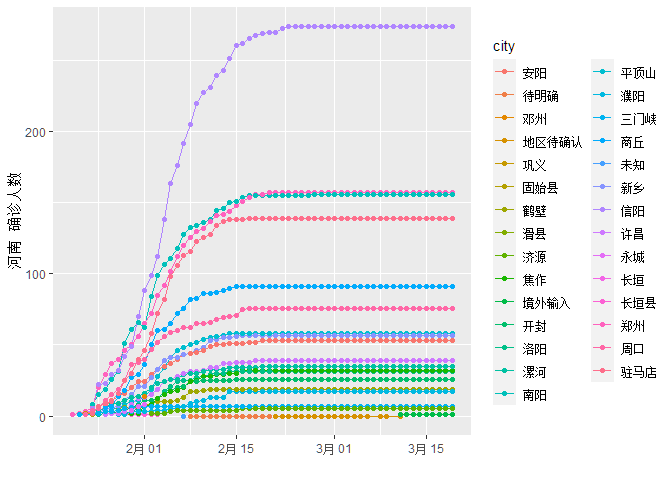 city
安阳
待明确
邓州
地区待确认
巩义
固始县
鹤壁
滑县
济源
焦作
境外输入
开封
洛阳
漯河
南阳
平顶山
濮阳
三门峡
商丘
未知
新乡
信阳
许昌
永城
长垣
长垣县
郑州
周口
驻马店
河南 确诊人数
200
100
0
2月 01
2月 15
3月 01
3月 15